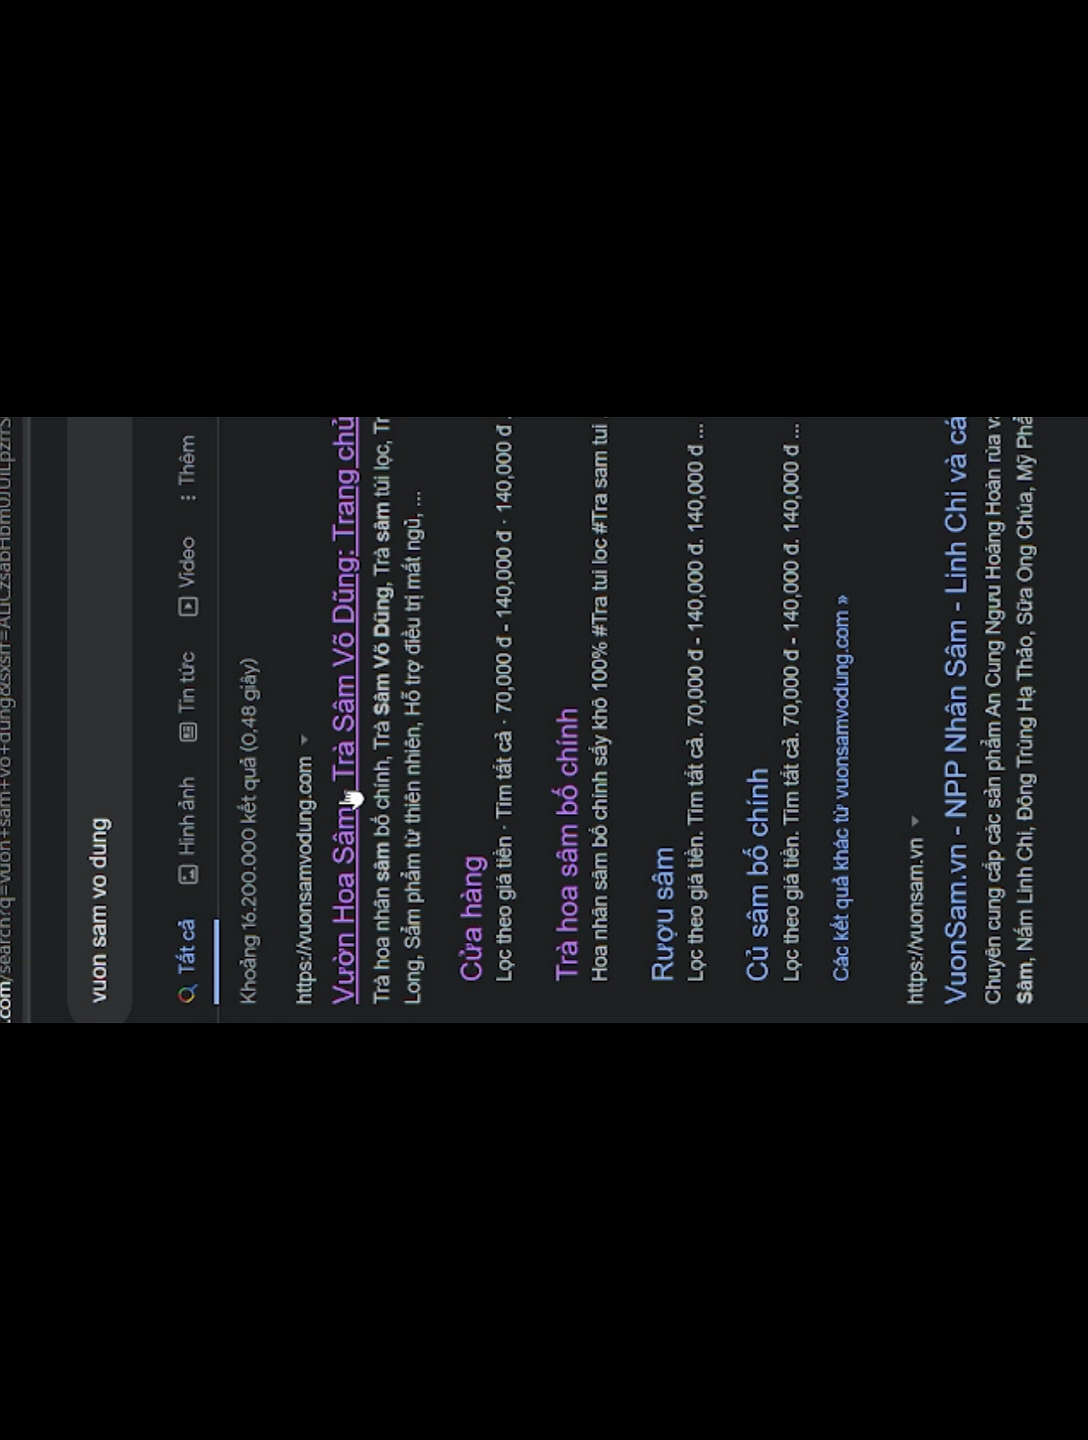 .com/search?q=vuon+sam+vo+dung&sxsrf=
vuon sam vo dung
Tất cả Hình ảnh Tin tức Video Thêm
Khoảng 16.200.000 kết quả (0,48 giây)
https://vuonsamvodung.com
Vườn Hoa Sâm, Trà Sâm Võ Dũng: Trang chủ
Trà hoa nhân sâm bố chính, Trà Sâm Võ Dũng, Trà sâm túi lọc, Tr
Long, Sẩm phẩm từ thiên nhiên, Hỗ trợ điều trị mất ngủ, ...
Cửa hàng
Lọc theo giá tiền · Tìm tất cả · 70,000 đ - 140,000 đ · 140,000 đ
Trà hoa sâm bố chính
Hoa nhân sâm bố chính sấy khô 100% #Tra tui loc #Tra sam tui
Rượu sâm
Lọc theo giá tiền. Tìm tất cả. 70,000 đ - 140,000 đ. 140,000 đ ...
Củ sâm bố chính
Lọc theo giá tiền. Tìm tất cả. 70,000 đ - 140,000 đ. 140,000 đ ...
Các kết quả khác từ vuonsamvodung.com »
https://vuonsam.vn
VuonSam.vn - NPP Nhân Sâm - Linh Chi và cá
Chuyên cung cấp các sản phẩm An Cung Ngưu Hoàng Hoàn rùa v
Sâm, Nấm Linh Chi, Đông Trùng Hạ Thảo, Sữa Ong Chúa, Mỹ Phẩ